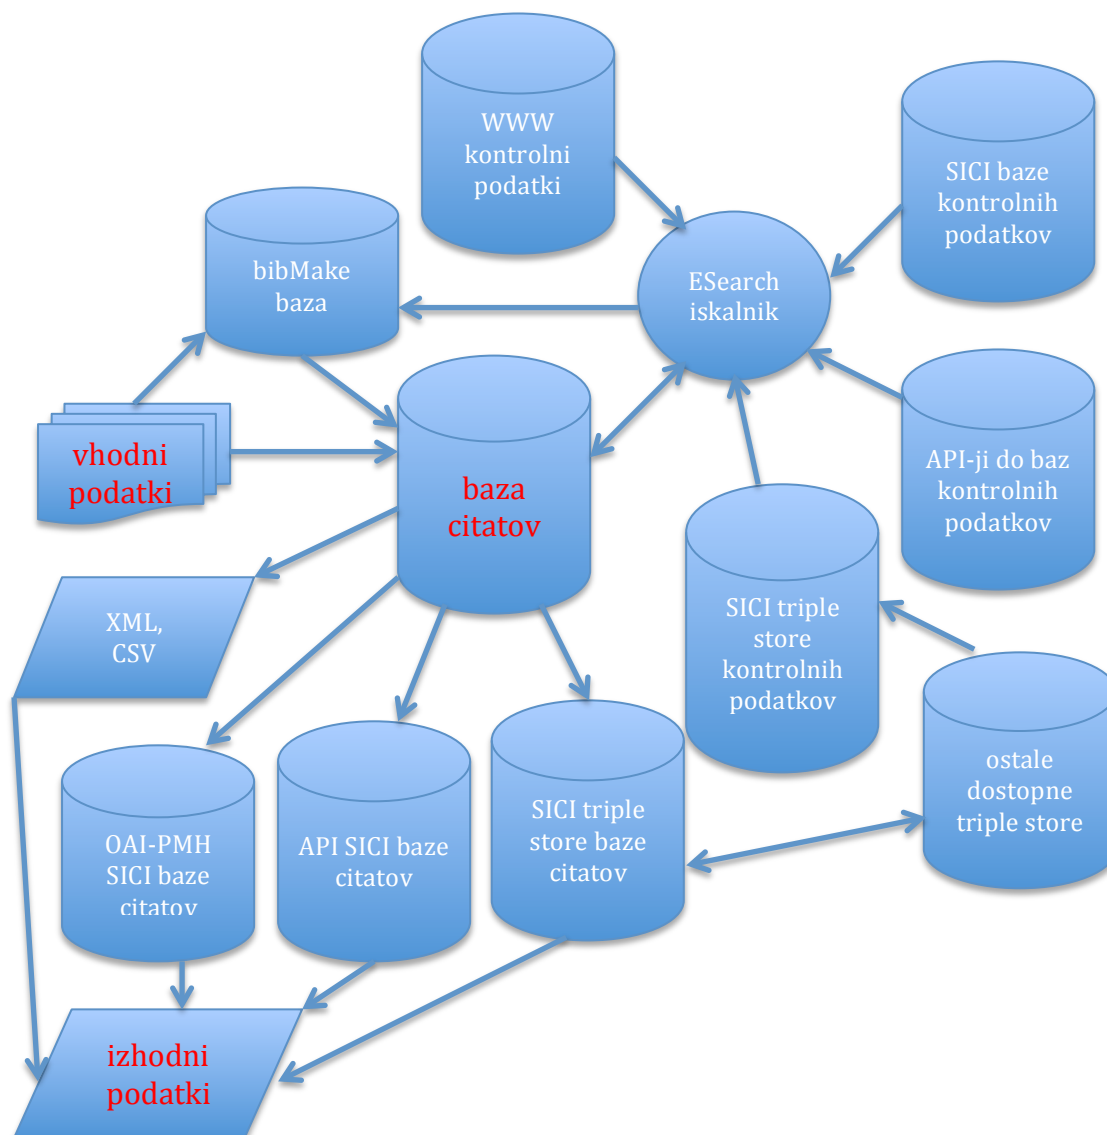 WWW
kontrolni
podatki
SICI baze
kontrolnih
podatkov
bibMake
baza
ESearch
iskalnik
vhodni
podatki
baza
citatov
API-ji do baz
kontrolnih
podatkov
XML,
CSV
SICI triple
store
kontrolnih
podatkov
ostale
dostopne
triple store
OAI-PMH
SICI baze
citatov
API SICI baze
citatov
SICI triple
store baze
citatov
izhodni
podatki